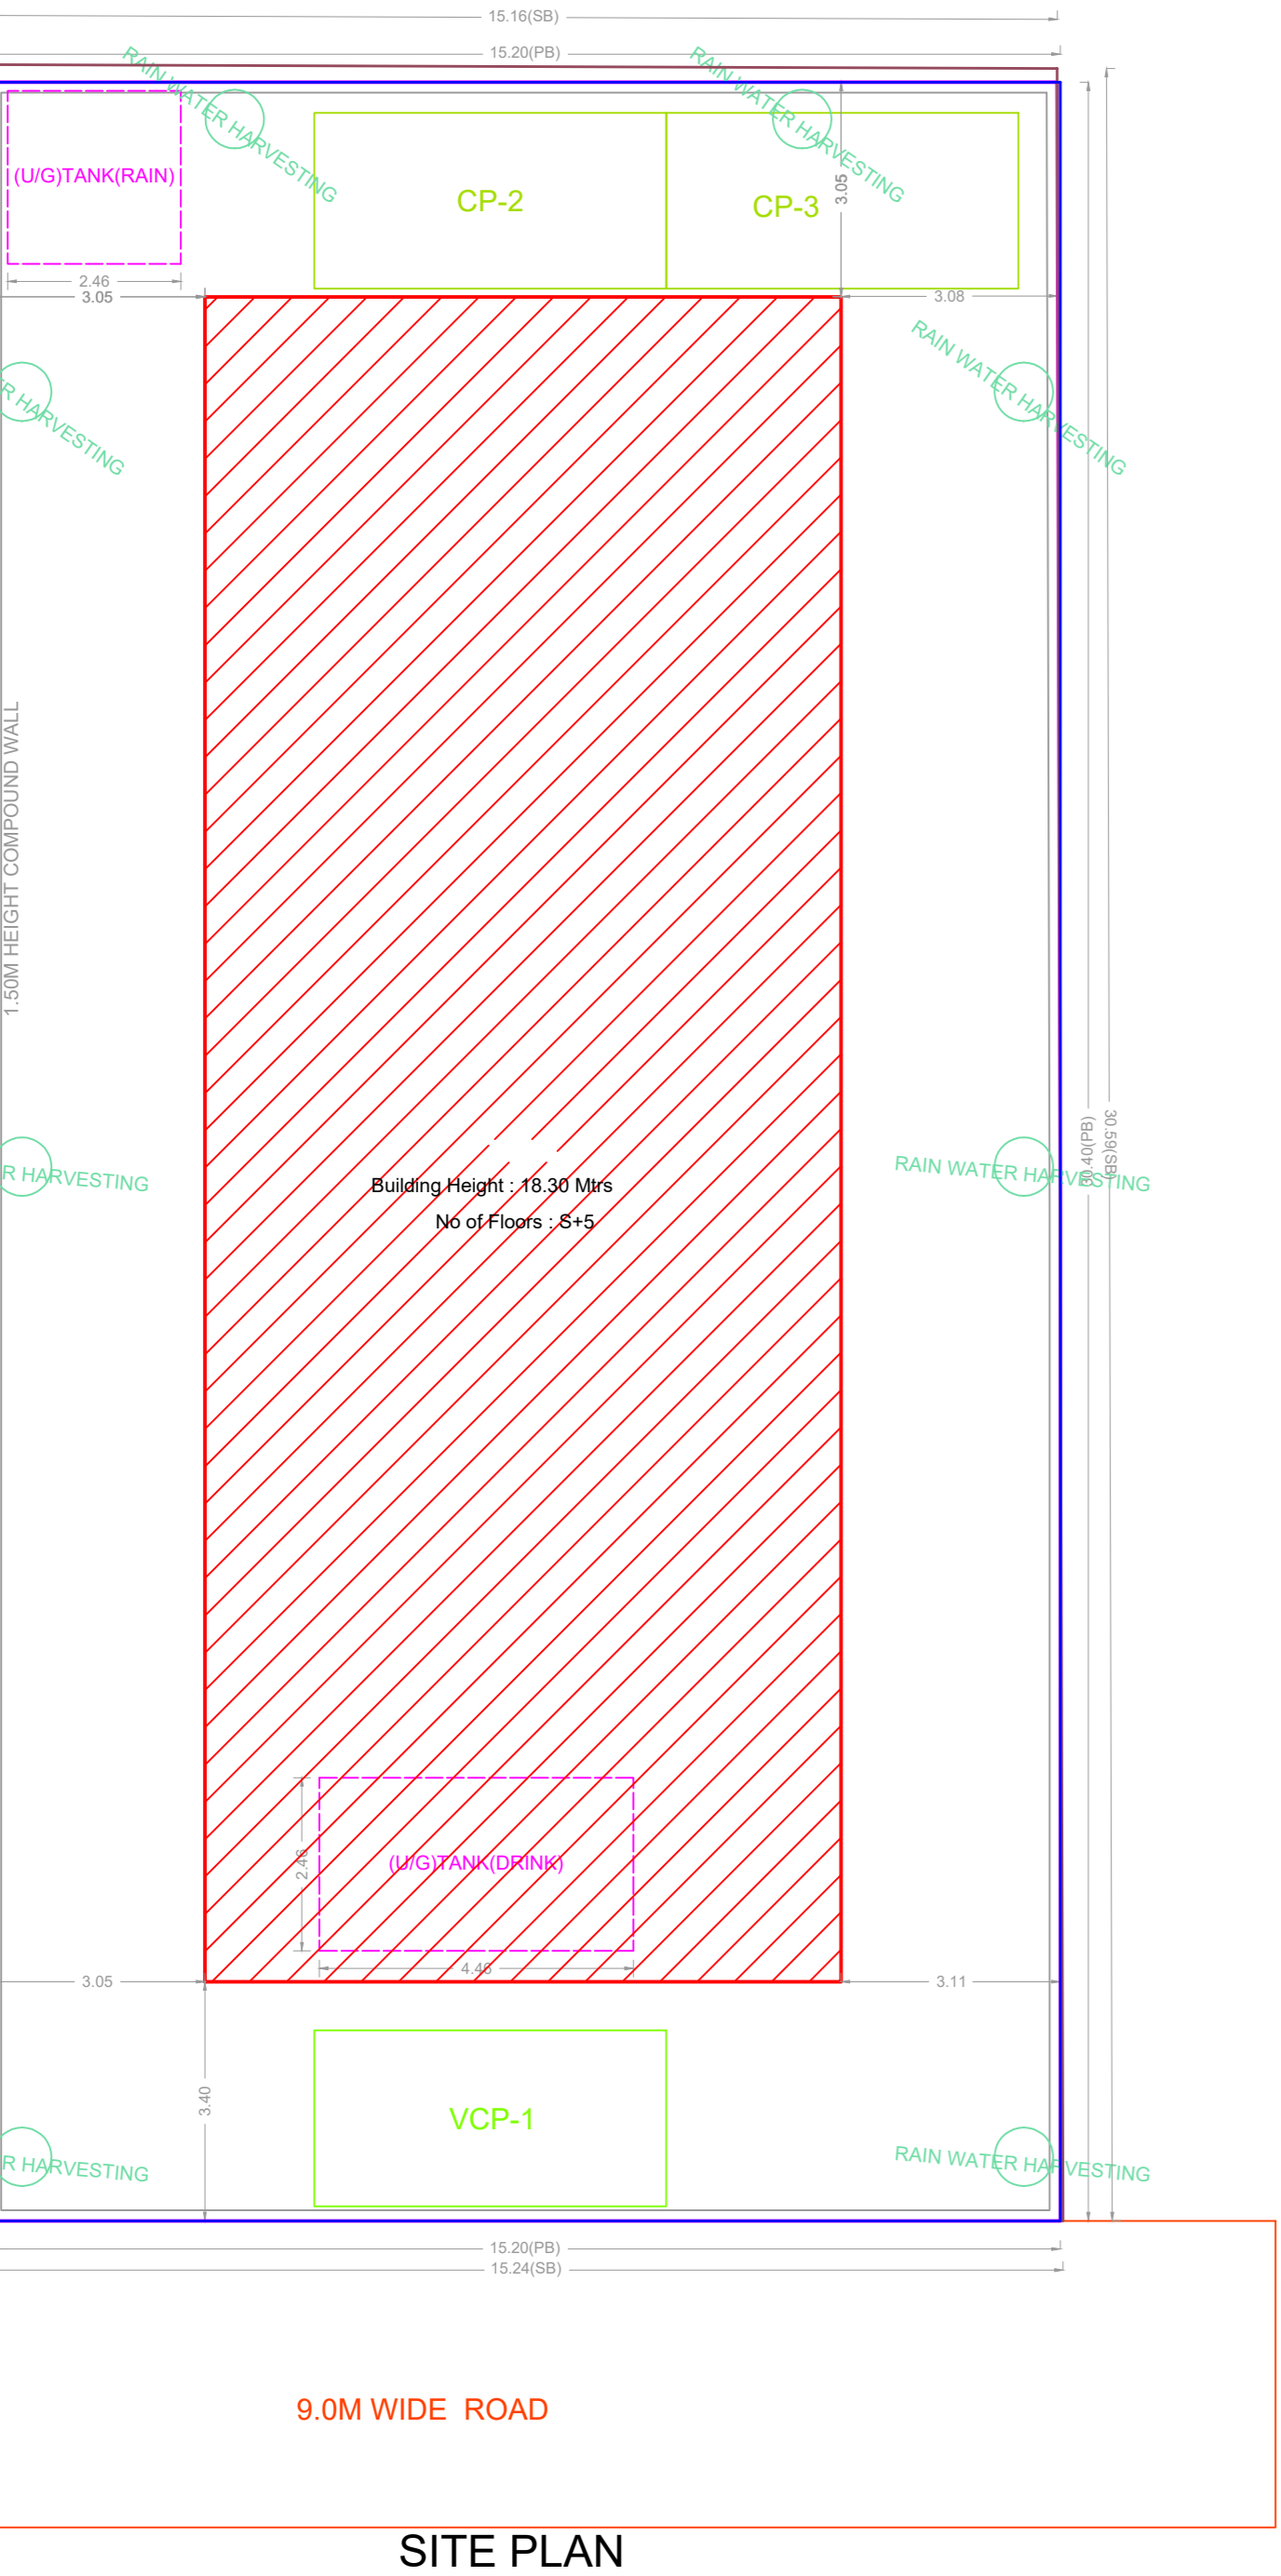 15.16(SB)
15.20(PB)
RAIN WATER HARVESTING
RAIN WATER HARVESTING
(U/G)TANK(RAIN)
CP-2
CP-3
3.05
2.46
3.05
3.08
RAIN WATER HARVESTING
HARVESTING
1.50M HEIGHT COMPOUND WALL
30.40(PB)
30.59(SB)
R HARVESTING
RAIN WATER HARVESTING
Building Height : 18.30 Mtrs
No of Floors : S+5
2.46
(U/G)TANK(DRINK)
4.46
3.05
3.11
3.40
VCP-1
R HARVESTING
RAIN WATER HARVESTING
15.20(PB)
15.24(SB)
9.0M WIDE ROAD
SITE PLAN